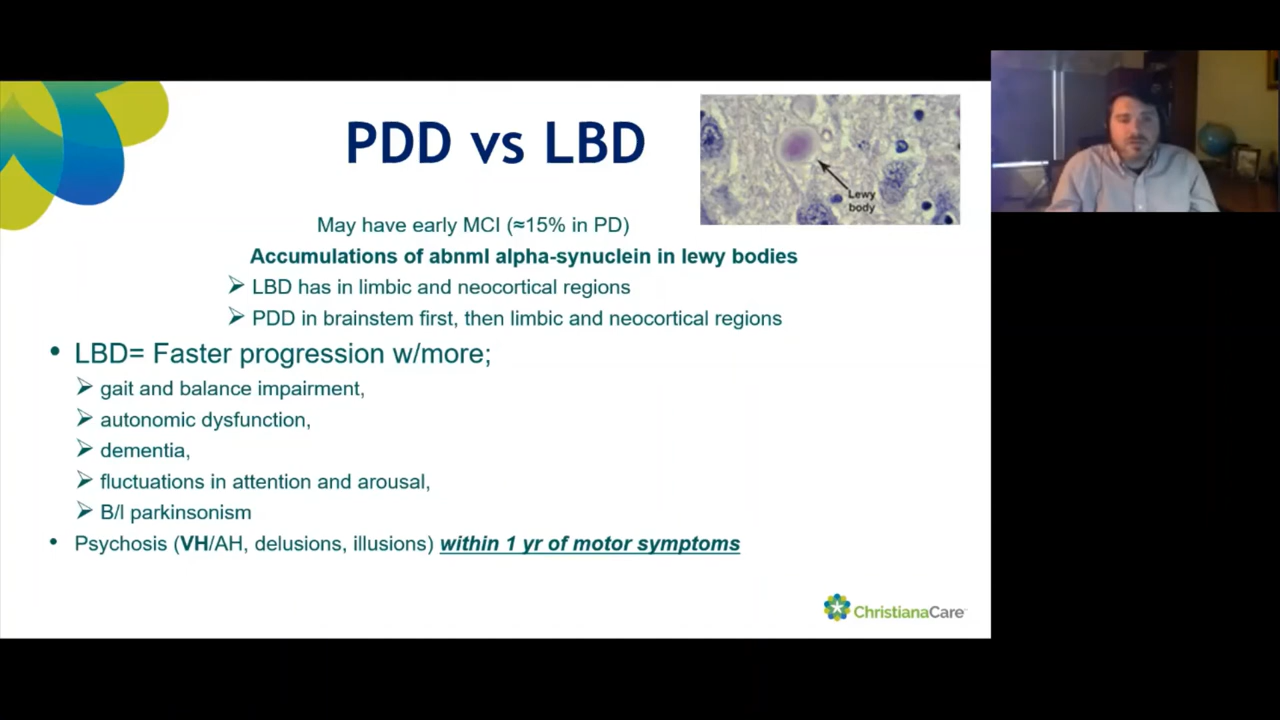 PDD vs LBD
Lewy
body
May have early MCI (≈15% in PD)
Accumulations of abnml alpha-synuclein in lewy bodies
➢ LBD has in limbic and neocortical regions
➢ PDD in brainstem first, then limbic and neocortical regions
• LBD= Faster progression w/more;
➢ gait and balance impairment,
➢ autonomic dysfunction,
➢ dementia,
➢ fluctuations in attention and arousal,
➢ B/l parkinsonism
• Psychosis (VH/AH, delusions, illusions) within 1 yr of motor symptoms
ChristianaCare